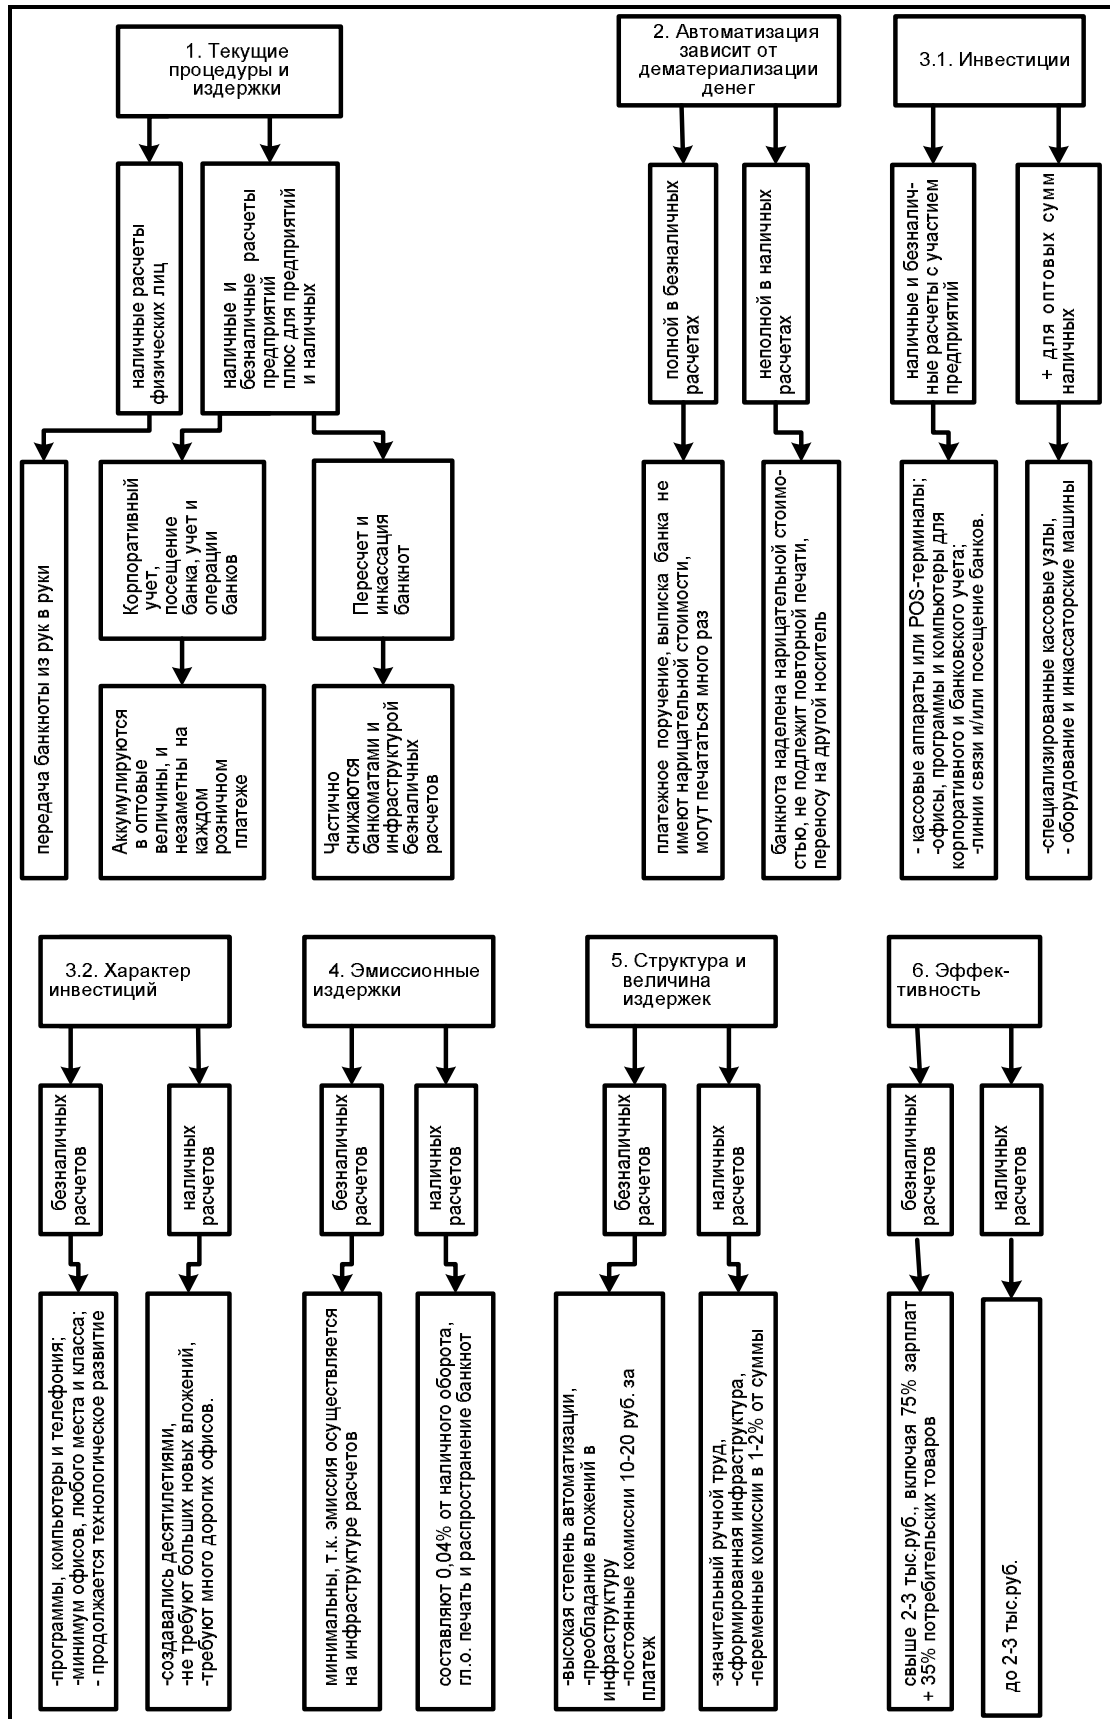 1. Текущие
процедуры и
издержки
наличные расчеты
физических лиц
наличные и
безналичные расчеты
предприятий
плюс для предприятий
и наличных
передача банкноты из рук в руки
Корпоративный
учет,
посещение
банка, учет и
операции
банков
Пересчет и
инкассация
банкнот
Аккумулируются
в оптовые
величины, и
незаметны на
каждом
розничном
платеже
Частично
снижаются
банкоматами и
инфраструктурой
безналичных
расчетов
2. Автоматизация
зависит от
дематериализации
денег
полной в безналичных
расчетах
неполной в наличных
расчетах
платежное поручение, выписка банка не
имеют нарицательной стоимости,
могут печататься много раз
банкнота наделена нарицательной стоимо-
стью, не подлежит повторной печати,
переносу на другой носитель
3.1. Инвестиции
наличные и безналич-
ные расчеты с участием
предприятий
+ для оптовых сумм
наличных
- кассовые аппараты или POS-терминалы;
-офисы, программы и компьютеры для
корпоративного и банковского учета;
-линии связи и/или посещение банков.
-специализированные кассовые узлы,
- оборудование и инкассаторские машины
3.2. Характер
инвестиций
безналичных
расчетов
наличных
расчетов
-программы, компьютеры и телефония;
-минимум офисов, любого места и класса;
- продолжается технологическое развитие
-создавались десятилетиями,
-не требуют больших новых вложений,
-требуют много дорогих офисов.
4. Эмиссионные
издержки
безналичных
расчетов
наличных
расчетов
минимальны, т.к. эмиссия осуществляется
на инфраструктуре расчетов
составляют 0,04% от наличного оборота,
гл.о. печать и распространение банкнот
5. Структура и
величина
издержек
безналичных
расчетов
наличных
расчетов
-высокая степень автоматизации,
-преобладание вложений в
инфраструктуру
-постоянные комиссии 10-20 руб. за
платеж
-значительный ручной труд,
-сформированная инфраструктура,
-переменные комиссии в 1-2% от суммы
6. Эффек-
тивность
безналичных
расчетов
наличных
расчетов
свыше 2-3 тыс.руб., включая 75% зарплат
+ 35% потребительских товаров
до 2-3 тыс.руб.